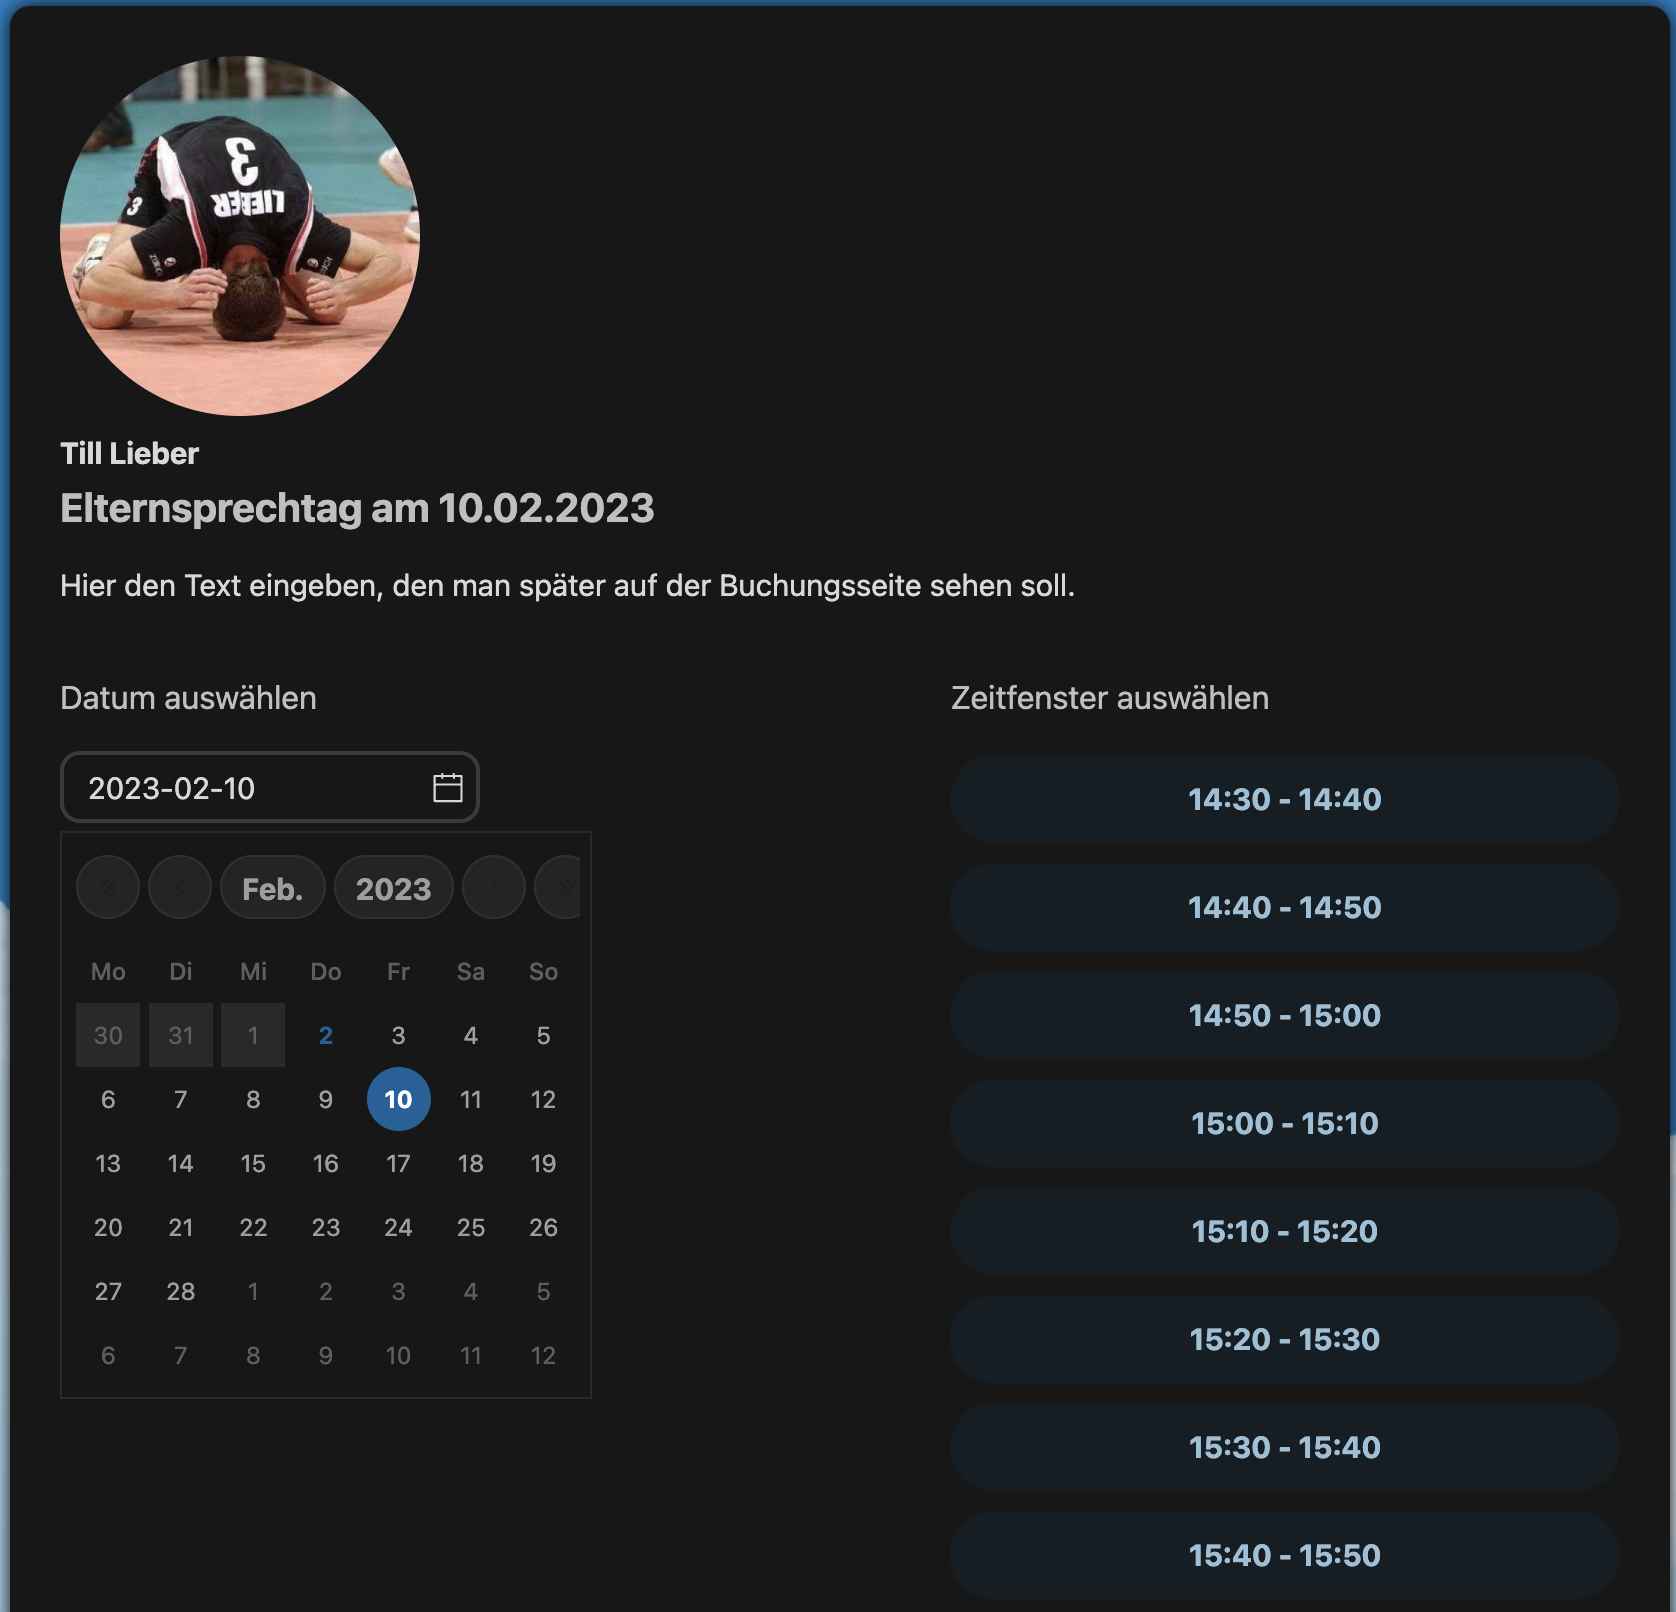 3
LIEBER
3
Till Lieber
Elternsprechtag am 10.02.2023
Hier den Text eingeben, den man später auf der Buchungsseite sehen soll.
Datum auswählen
2023-02-10
« ‹ Feb. 2023 › »
Mo Di Mi Do Fr Sa So
30 31 1 2 3 4 5
6 7 8 9 10 11 12
13 14 15 16 17 18 19
20 21 22 23 24 25 26
27 28 1 2 3 4 5
6 7 8 9 10 11 12
Zeitfenster auswählen
14:30 - 14:40
14:40 - 14:50
14:50 - 15:00
15:00 - 15:10
15:10 - 15:20
15:20 - 15:30
15:30 - 15:40
15:40 - 15:50